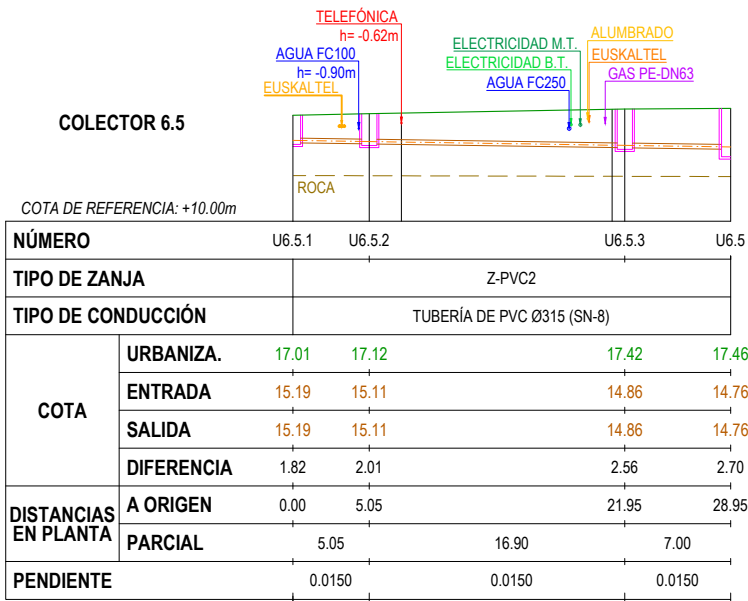 TELEFÓNICA
h= -0.62m
AGUA FC100
h= -0.90m
EUSKALTEL
ALUMBRADO
ELECTRICIDAD M.T.
EUSKALTEL
ELECTRICIDAD B.T.
GAS PE-DN63
AGUA FC250
COLECTOR 6.5
ROCA
COTA DE REFERENCIA: +10.00m
NÚMERO U6.5.1 U6.5.2 U6.5.3 U6.5
TIPO DE ZANJA Z-PVC2
TIPO DE CONDUCCIÓN TUBERÍA DE PVC Ø315 (SN-8)
COTA
URBANIZA. 17.01 17.12 17.42 17.46
ENTRADA 15.19 15.11 14.86 14.76
SALIDA 15.19 15.11 14.86 14.76
DIFERENCIA 1.82 2.01 2.56 2.70
DISTANCIAS
EN PLANTA
A ORIGEN 0.00 5.05 21.95 28.95
PARCIAL 5.05 16.90 7.00
PENDIENTE 0.0150 0.0150 0.0150